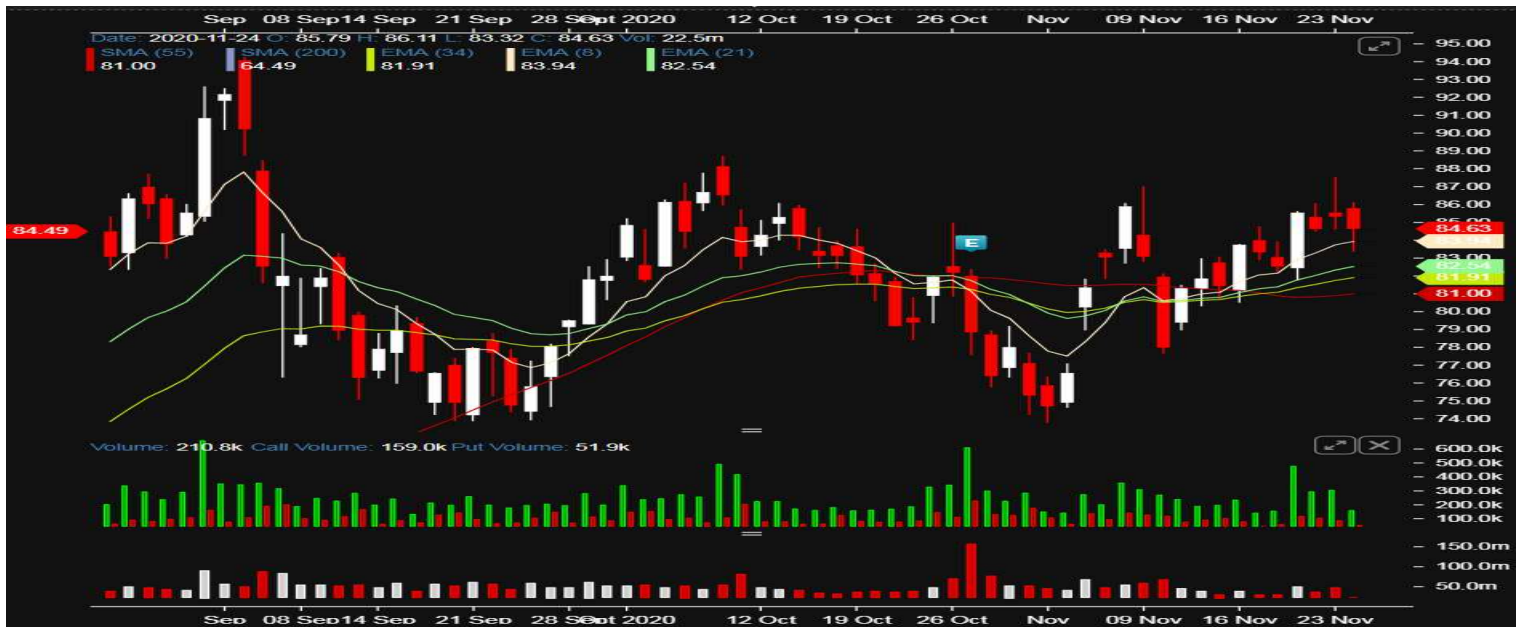 Sep 08 Sep 14 Sep 21 Sep 28 Sep Oct 2020 12 Oct 19 Oct 26 Oct Nov 09 Nov 16 Nov 23 Nov
Date: 2020-11-24 O: 85.79 H: 86.11 L: 83.32 C: 84.63 Vol: 22.5m
SMA (55) SMA (200) EMA (34) EMA (8) EMA (21)
81.00 64.49 81.91 83.94 82.54
95.00
94.00
93.00
92.00
91.00
90.00
89.00
88.00
87.00
86.00
85.00
84.49
84.63
83.94
83.00
82.54
81.91
81.00
80.00
79.00
78.00
77.00
76.00
75.00
74.00
E
Volume: 210.8k Call Volume: 159.0k Put Volume: 51.9k
600.0k
500.0k
400.0k
300.0k
200.0k
100.0k
150.0m
100.0m
50.0m
Sep 08 Sep 14 Sep 21 Sep 28 Sep Oct 2020 12 Oct 19 Oct 26 Oct Nov 09 Nov 16 Nov 23 Nov